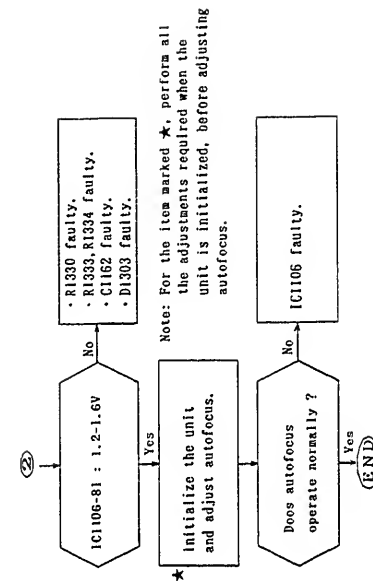 ②
IC1106-81 : 1.2-1.6V
No
· R1330 faulty.
· R1333, R1334 faulty.
· C1162 faulty.
· D1303 faulty.
Yes
★
Initialize the unit
and adjust autofocus.
Note: For the item marked ★, perform all
the adjustments required when the
unit is initialized, before adjusting
autofocus.
Doos autofocus
operate normally ?
No
IC1106 faulty.
Yes
END